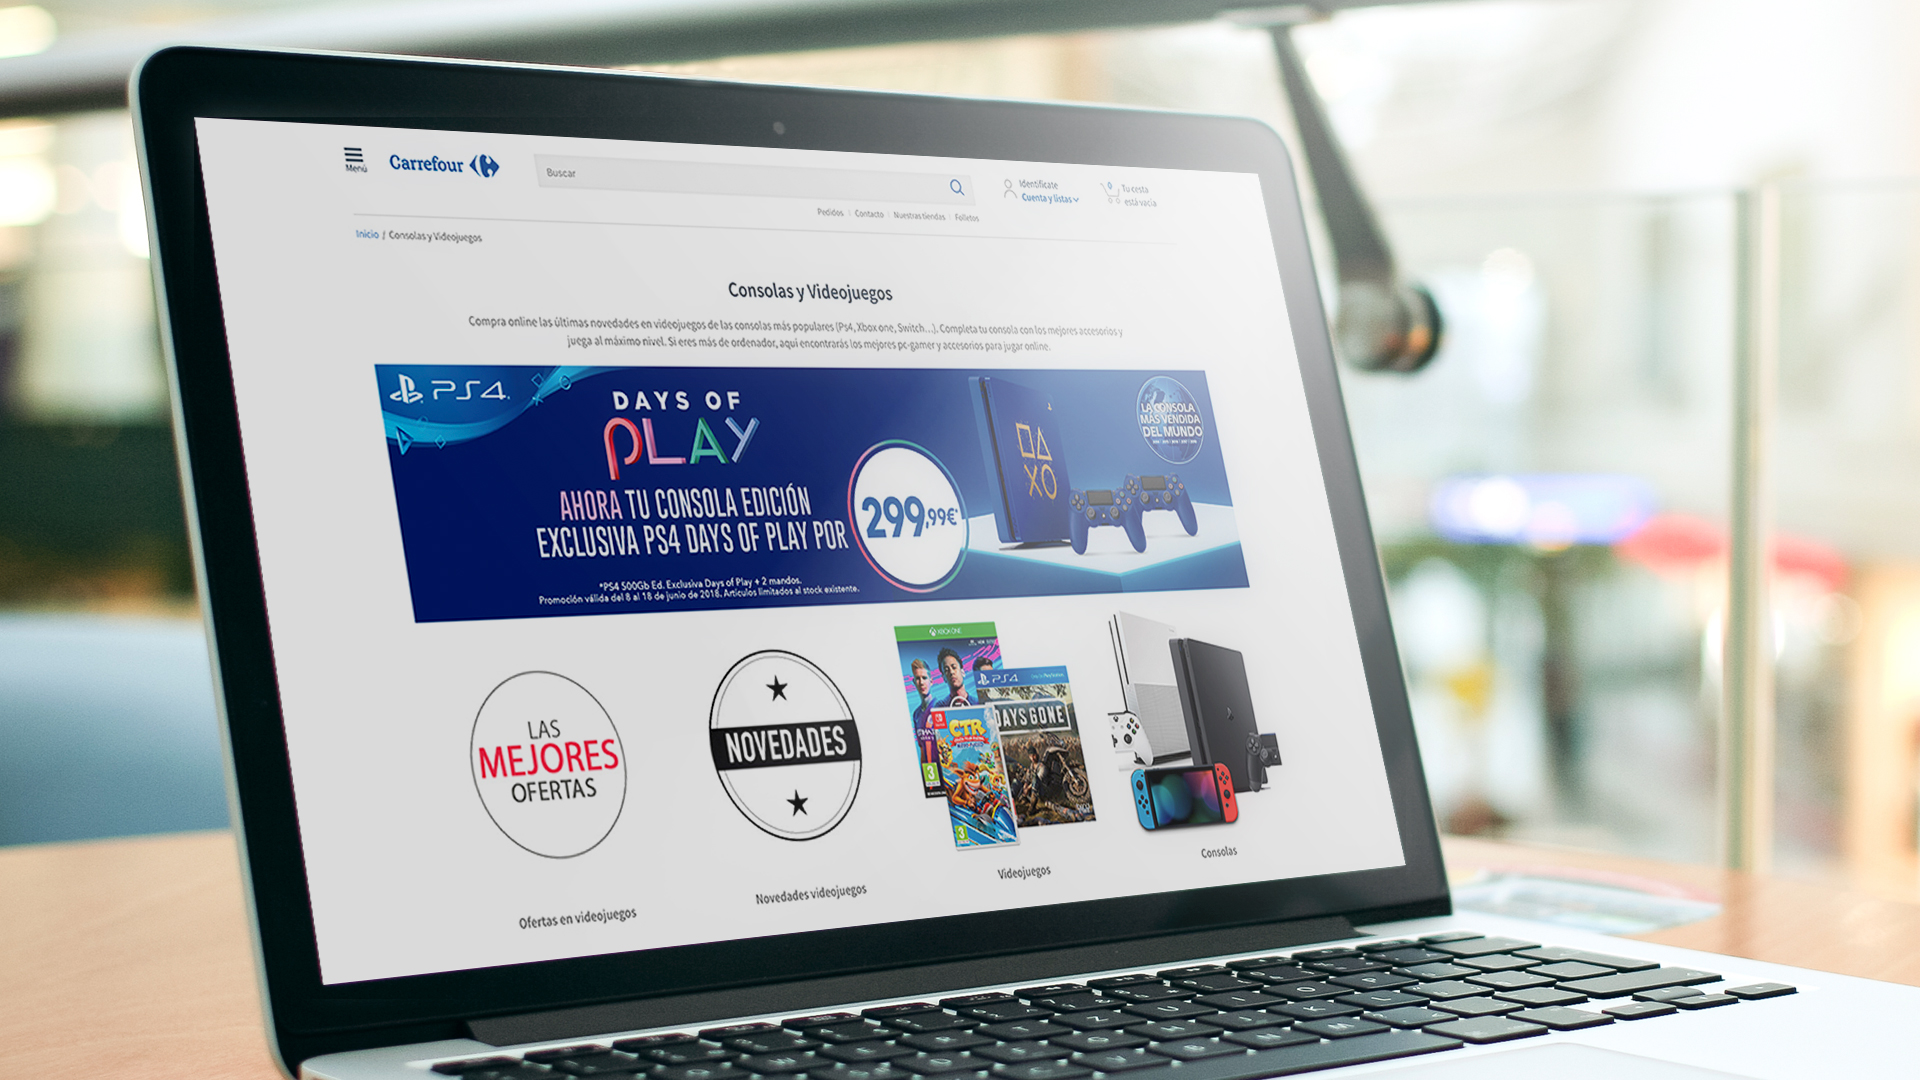 Menú
Carrefour
Buscar
Identifícate
Cuenta y listas
0
Tu cesta
está vacía
Pedidos | Contacto | Nuestras tiendas | Folletos
Inicio / Consolas y Videojuegos
Consolas y Videojuegos
Compra online las últimas novedades en videojuegos de las consolas más populares (Ps4, Xbox one, Switch...). Completa tu consola con los mejores accesorios y
juega al máximo nivel. Si eres más de ordenador, aquí encontrarás los mejores pc-gamer y accesorios para jugar online.
PS4
DAYS OF
PLAY
AHORA TU CONSOLA EDICIÓN
EXCLUSIVA PS4 DAYS OF PLAY POR
299,99€*
*PS4 500Gb Ed. Exclusiva Days of Play + 2 mandos.
Promoción válida del 8 al 18 de junio de 2018. Artículos limitados al stock existente.
LA CONSOLA
MÁS VENDIDA
DEL MUNDO
LAS
MEJORES
OFERTAS
Ofertas en videojuegos
NOVEDADES
Novedades videojuegos
XBOX ONE
PS4
DAYS GONE
CTR
3
3
Videojuegos
Consolas